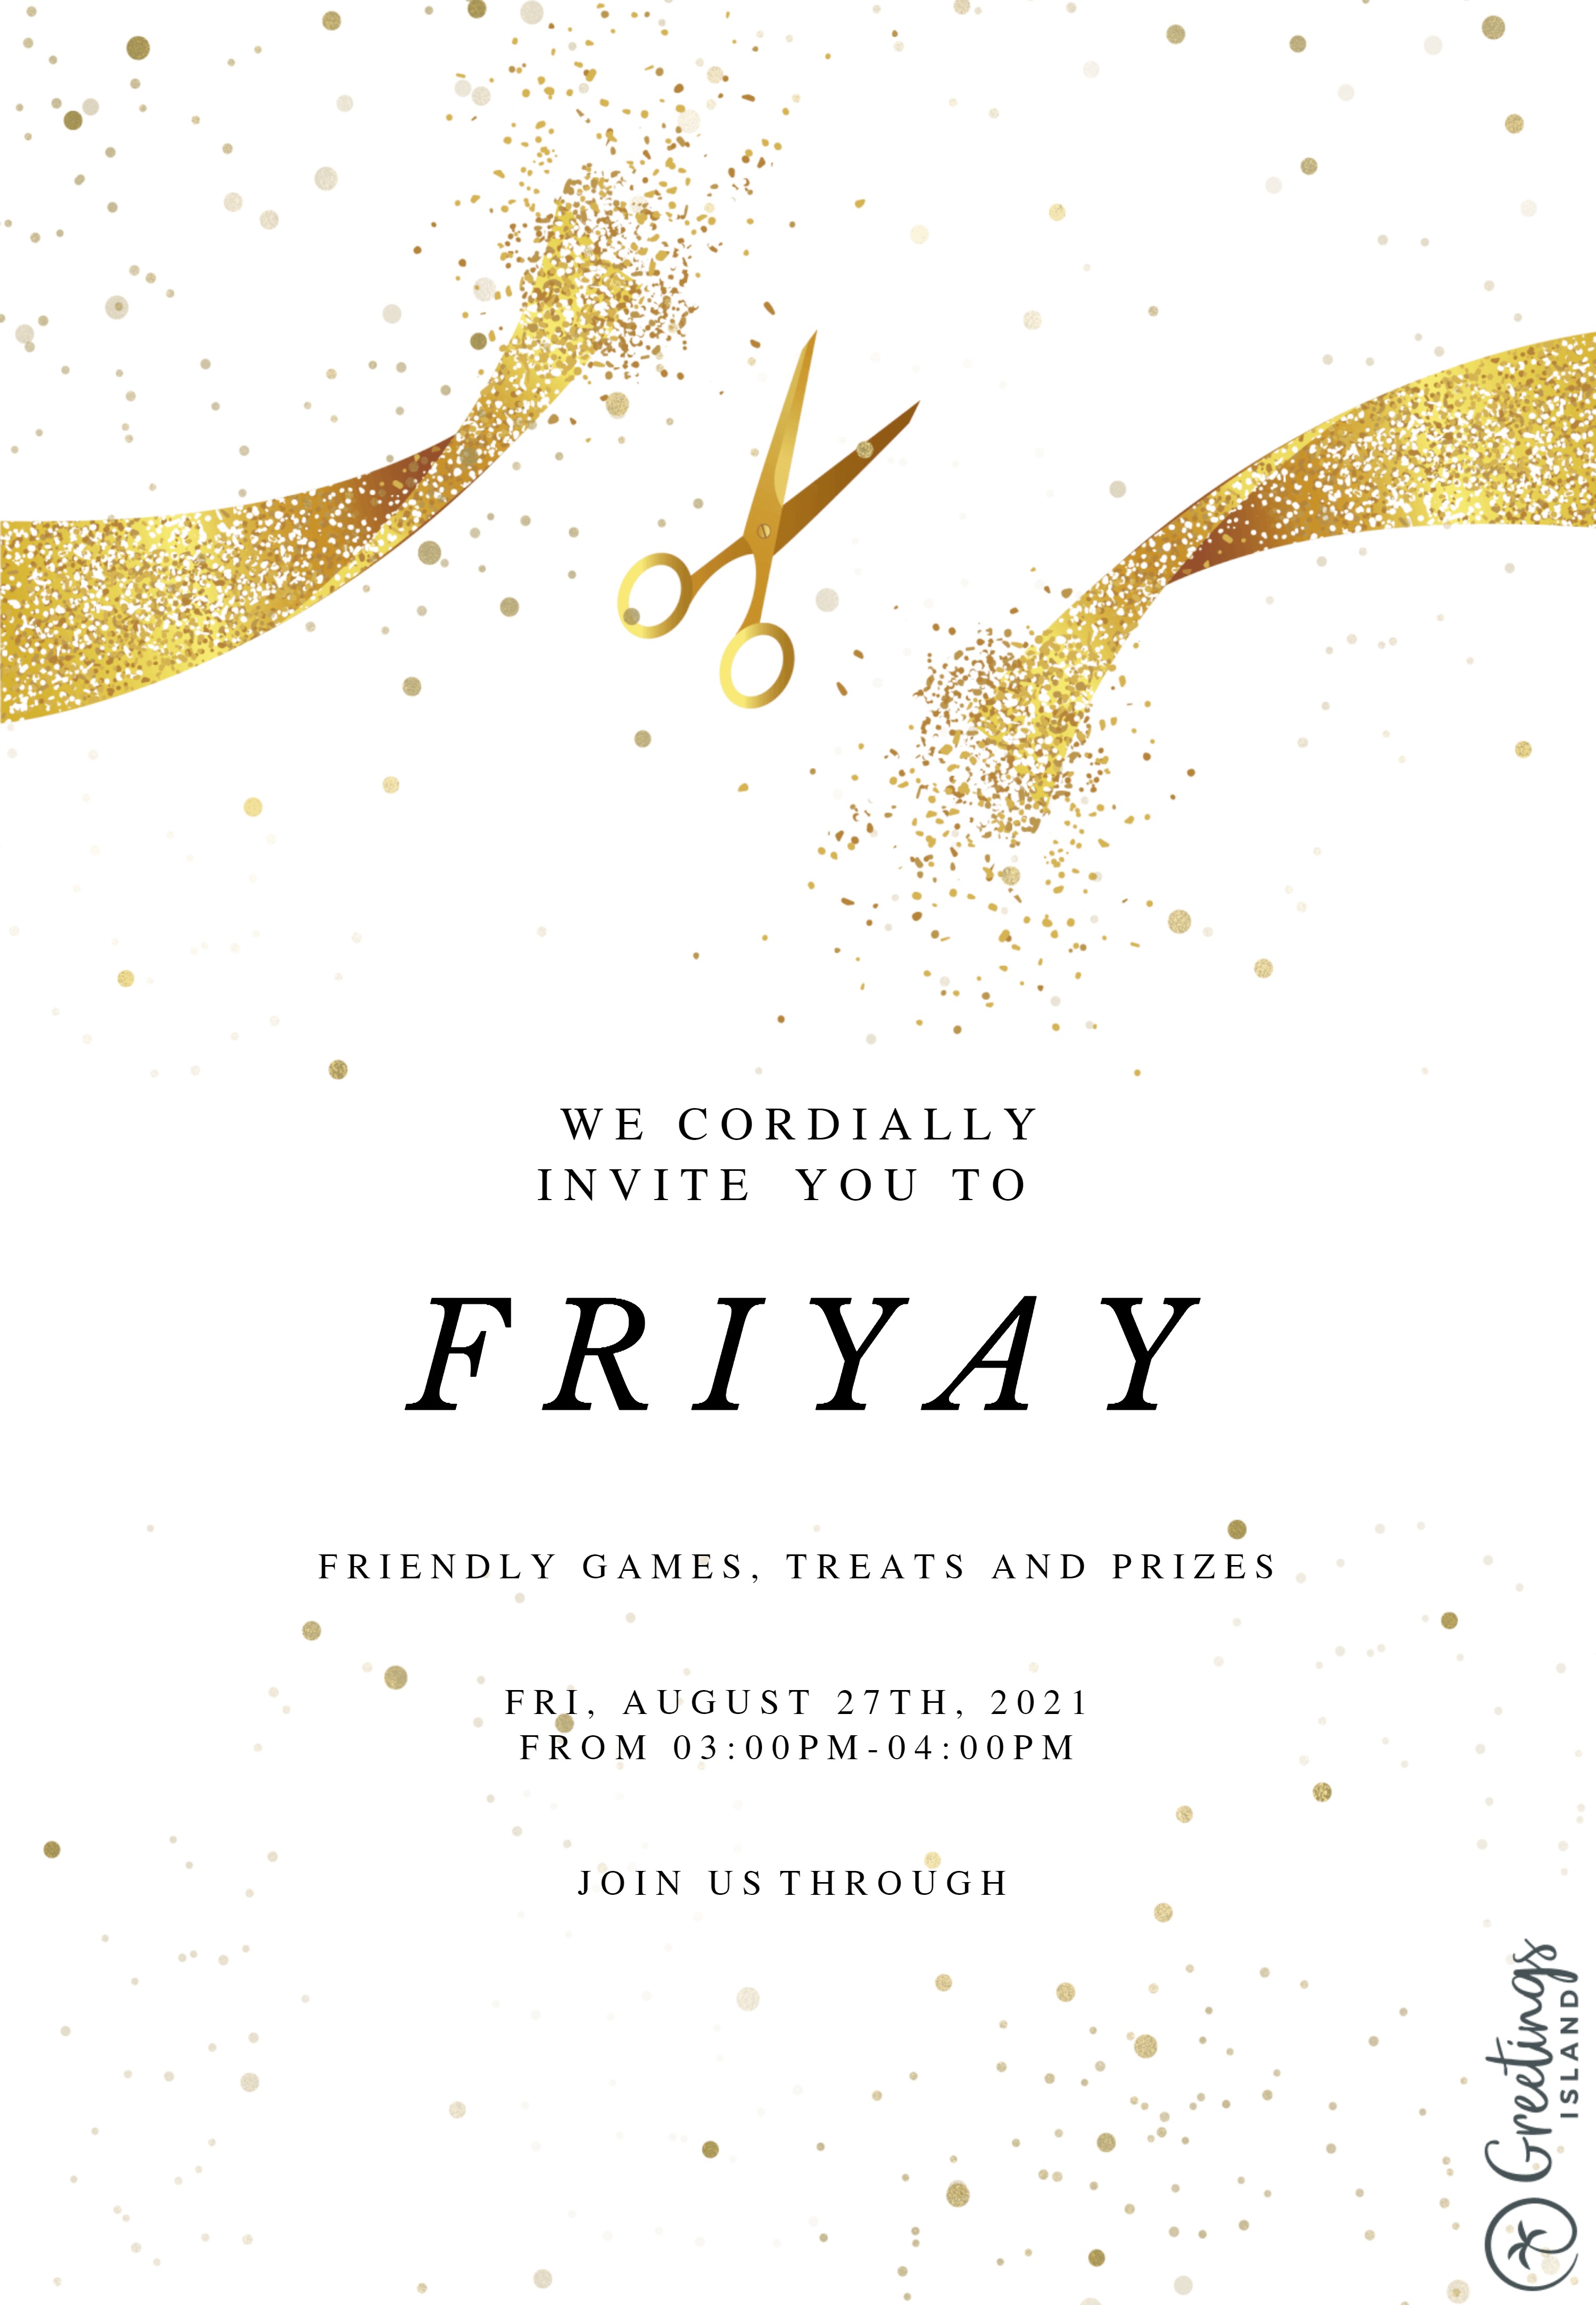 WE CORDIALLY
INVITE YOU TO
FRIYAY
FRIENDLY GAMES, TREATS AND PRIZES
FRI, AUGUST 27TH, 2021
FROM 03:00PM-04:00PM
JOIN US THROUGH
Greetings
ISLAND